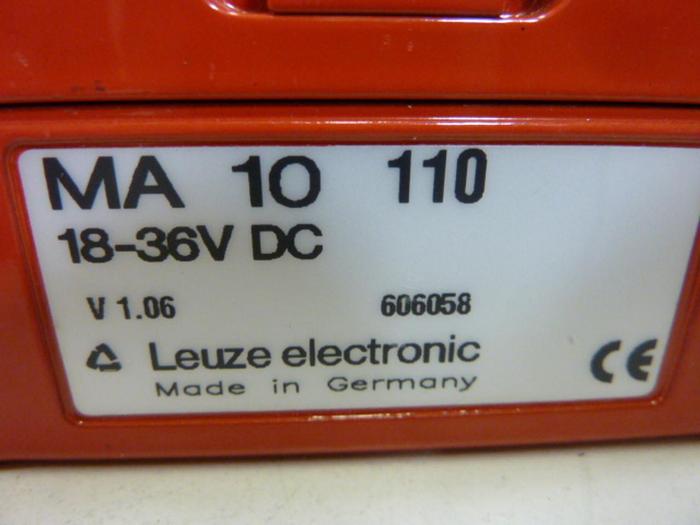 MA 10 110
18-36V DC
V 1.06 606058
Leuze electronic
Made in Germany
CE